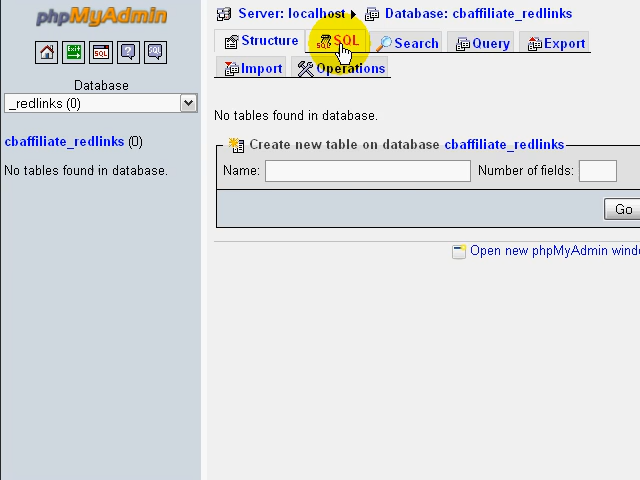 phpMyAdmin
SQL
Database
_redlinks (0)
cbaffiliate_redlinks (0)
No tables found in database.
Server: localhost Database: cbaffiliate_redlinks
Structure SQL Search Query Export
Import Operations
No tables found in database.
Create new table on database cbaffiliate_redlinks
Name: Number of fields:
Go
Open new phpMyAdmin wind